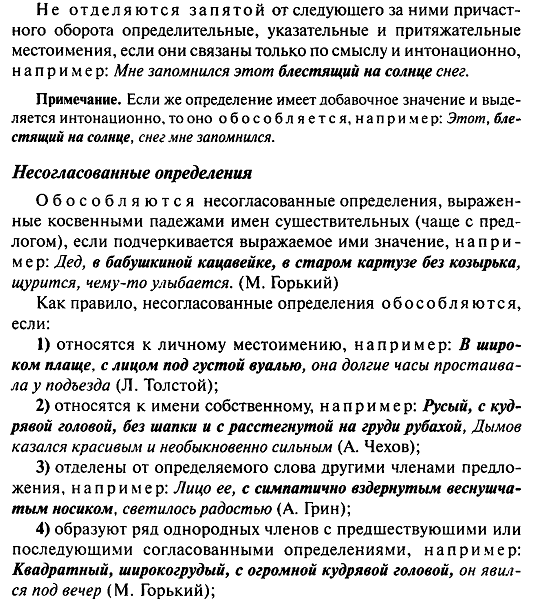 Не отделяются запятой от следующего за ними причаст-
ного оборота определительные, указательные и притяжательные
местоимения, если они связаны только по смыслу и интонационно,
например: Мне запомнился этот блестящий на солнце снег.
Примечание. Если же определение имеет добавочное значение и выде-
ляется интонационно, то оно обособляется, например: Этот, бле-
стящий на солнце, снег мне запомнился.
Несогласованные определения
Обособляются несогласованные определения, выражен-
ные косвенными падежами имен существительных (чаще с пред-
логом), если подчеркивается выражаемое ими значение, напри-
мер: Дед, в бабушкиной кацавейке, в старом картузе без козырька,
щурится, чему-то улыбается. (М. Горький)
Как правило, несогласованные определения обособляются,
если:
1) относятся к личному местоимению, например: В широ-
ком плаще, с лицом под густой вуалью, она долгие часы простаива-
ла у подъезда (Л. Толстой);
2) относятся к имени собственному, например: Русый, с куд-
рявой головой, без шапки и с расстегнутой на груди рубахой, Дымов
казался красивым и необыкновенно сильным (А. Чехов);
3) отделены от определяемого слова другими членами предло-
жения, например: Лицо ее, с симпатично вздернутым веснушча-
тым носиком, светилось радостью (А. Грин);
4) образуют ряд однородных членов с предшествующими или
последующими согласованными определениями, например:
Квадратный, широкогрудый, с огромной кудрявой головой, он явил-
ся под вечер (М. Горький);